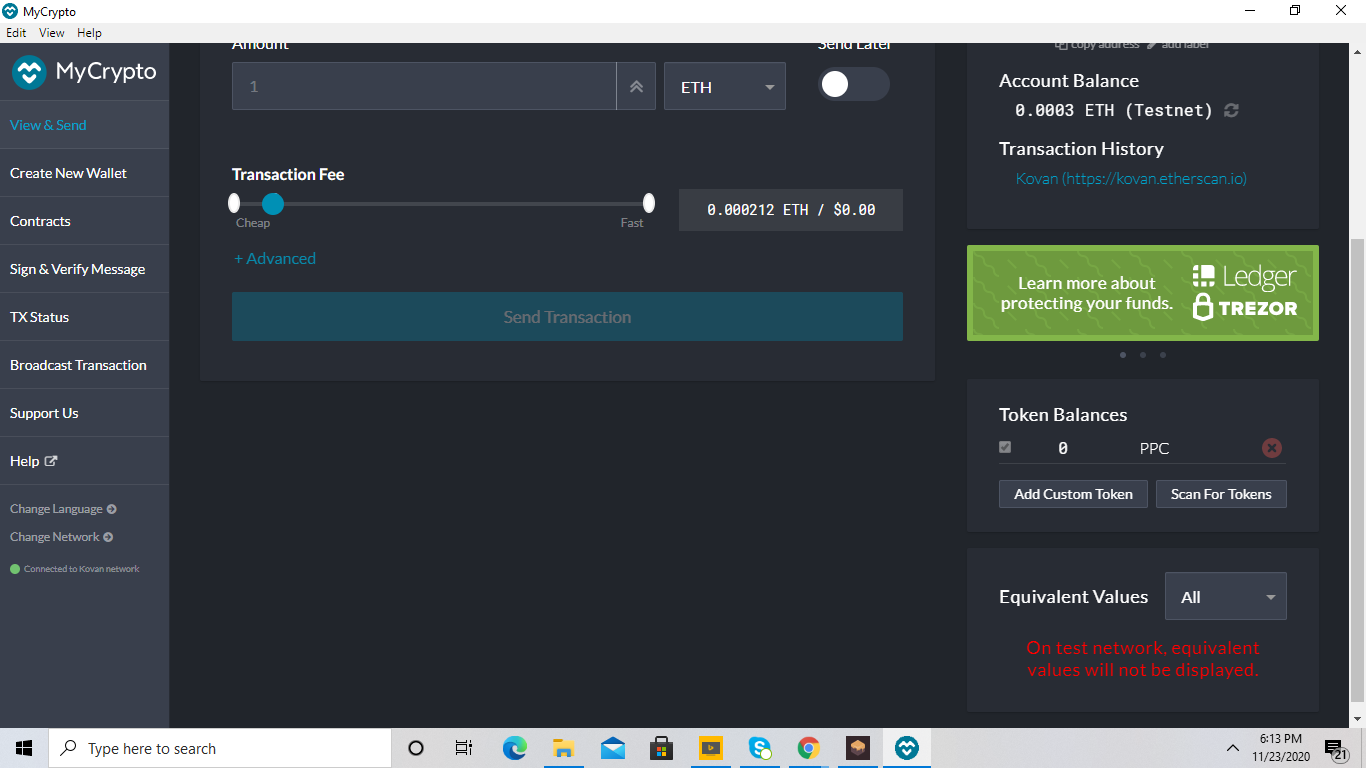 MyCrypto
Edit View Help
MyCrypto
View & Send
Create New Wallet
Contracts
Sign & Verify Message
TX Status
Broadcast Transaction
Support Us
Help
Change Language
Change Network
Connected to Kovan network
Amount
Send Later
1
ETH
Transaction Fee
Cheap
Fast
0.000212 ETH / $0.00
+ Advanced
Send Transaction
copy address add label
Account Balance
0.0003 ETH (Testnet)
Transaction History
Kovan (https://kovan.etherscan.io)
Learn more about
protecting your funds.
Ledger
TREZOR
Token Balances
0 PPC
Add Custom Token Scan For Tokens
Equivalent Values All
On test network, equivalent
values will not be displayed.
Type here to search
6:13 PM
11/23/2020
21